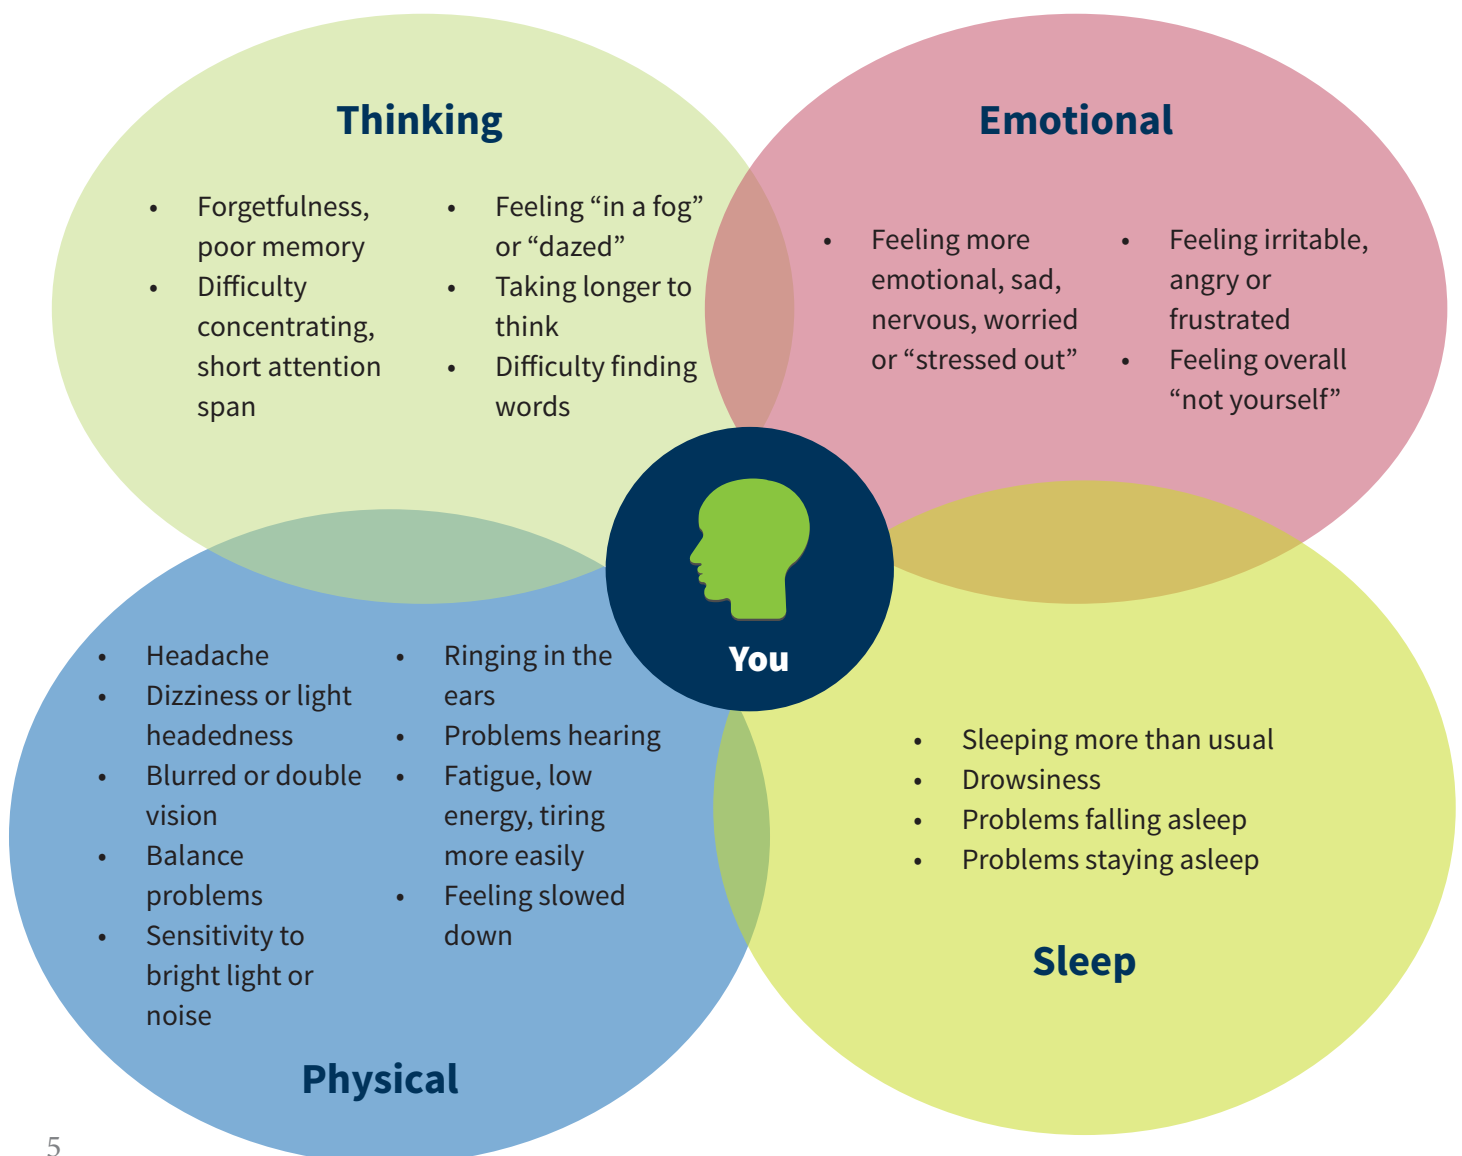 Thinking
• Forgetfulness,
poor memory
• Difficulty
concentrating,
short attention
span
• Feeling “in a fog”
or “dazed”
• Taking longer to
think
• Difficulty finding
words
Emotional
• Feeling more
emotional, sad,
nervous, worried
or “stressed out”
• Feeling irritable,
angry or
frustrated
• Feeling overall
“not yourself”
You
• Headache
• Dizziness or light
headedness
• Blurred or double
vision
• Balance
problems
• Sensitivity to
bright light or
noise
• Ringing in the
ears
• Problems hearing
• Fatigue, low
energy, tiring
more easily
• Feeling slowed
down
Physical
• Sleeping more than usual
• Drowsiness
• Problems falling asleep
• Problems staying asleep
Sleep
5